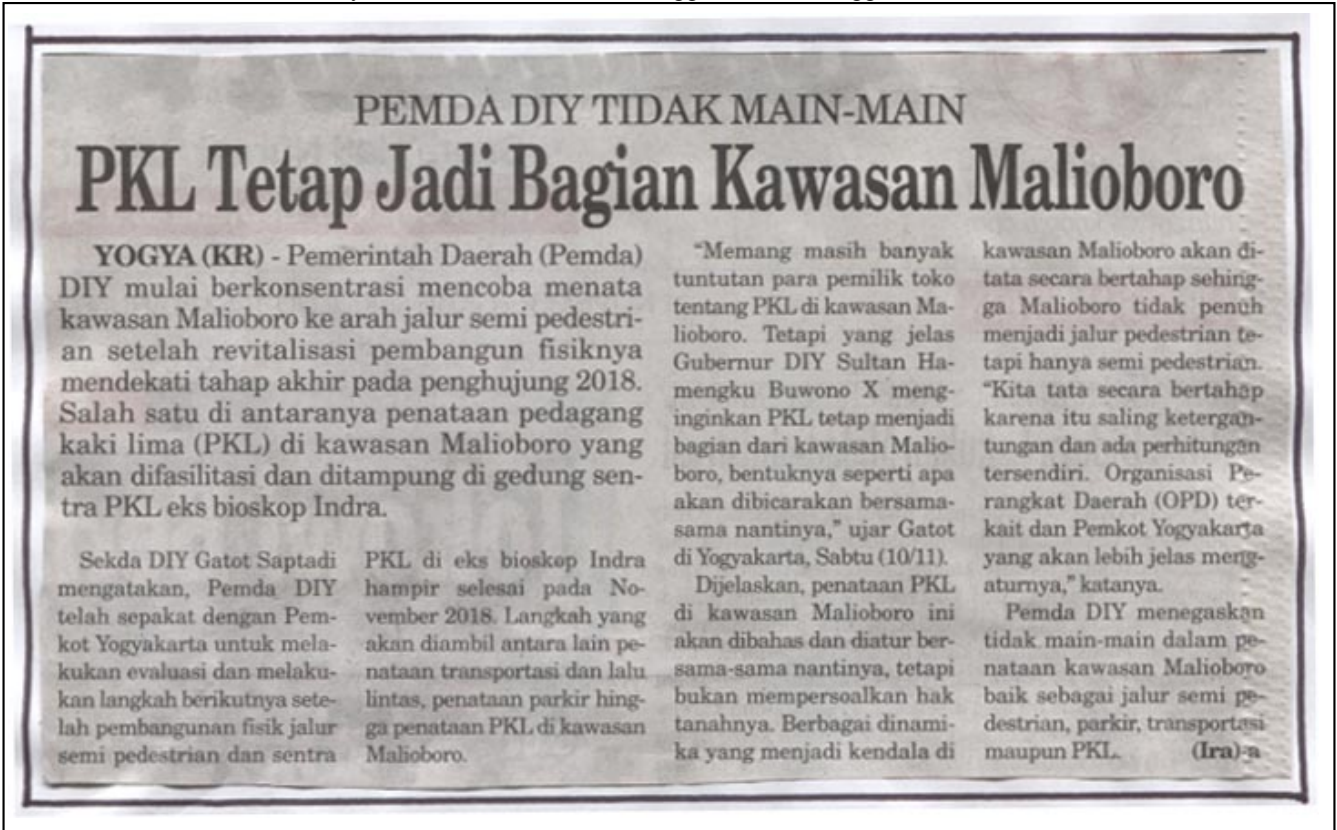 PEMDA DIY TIDAK MAIN-MAIN
PKL Tetap Jadi Bagian Kawasan Malioboro
YOGYA (KR) - Pemerintah Daerah (Pemda)
DIY mulai berkonsentrasi mencoba menata
kawasan Malioboro ke arah jalur semi pedestri-
an setelah revitalisasi pembangun fisiknya
mendekati tahap akhir pada penghujung 2018.
Salah satu di antaranya penataan pedagang
kaki lima (PKL) di kawasan Malioboro yang
akan difasilitasi dan ditampung di gedung sen-
tra PKL eks bioskop Indra.
Sekda DIY Gatot Saptadi
mengatakan, Pemda DIY
telah sepakat dengan Pem-
kot Yogyakarta untuk mela-
kukan evaluasi dan melaku-
kan langkah berikutnya sete-
lah pembangunan fisik jalur
semi pedestrian dan sentra
PKL di eks bioskop Indra
hampir selesai pada No-
vember 2018. Langkah yang
akan diambil antara lain pe-
nataan transportasi dan lalu
lintas, penataan parkir hing-
ga penataan PKL di kawasan
Malioboro.
"Memang masih banyak
tuntutan para pemilik toko
tentang PKL di kawasan Ma-
lioboro. Tetapi yang jelas
Gubernur DIY Sultan Ha-
mengku Buwono X meng-
inginkan PKL tetap menjadi
bagian dari kawasan Malio-
boro, bentuknya seperti apa
akan dibicarakan bersama-
sama nantinya," ujar Gatot
di Yogyakarta, Sabtu (10/11).
Dijelaskan, penataan PKL
di kawasan Malioboro ini
akan dibahas dan diatur ber-
sama-sama nantinya, tetapi
bukan mempersoalkan hak
tanahnya. Berbagai dinami-
ka yang menjadi kendala di
kawasan Malioboro akan di-
tata secara bertahap sehing-
ga Malioboro tidak penuh
menjadi jalur pedestrian te-
tapi hanya semi pedestrian.
"Kita tata secara bertahap
karena itu saling ketergan-
tungan dan ada perhitungan
tersendiri. Organisasi Pe-
rangkat Daerah (OPD) ter-
kait dan Pemkot Yogyakarta
yang akan lebih jelas meng-
aturnya," katanya.
Pemda DIY menegaskan
tidak main-main dalam pe-
nataan kawasan Malioboro
baik sebagai jalur semi pe-
destrian, parkir, transportasi
maupun PKL. (Ira)-a